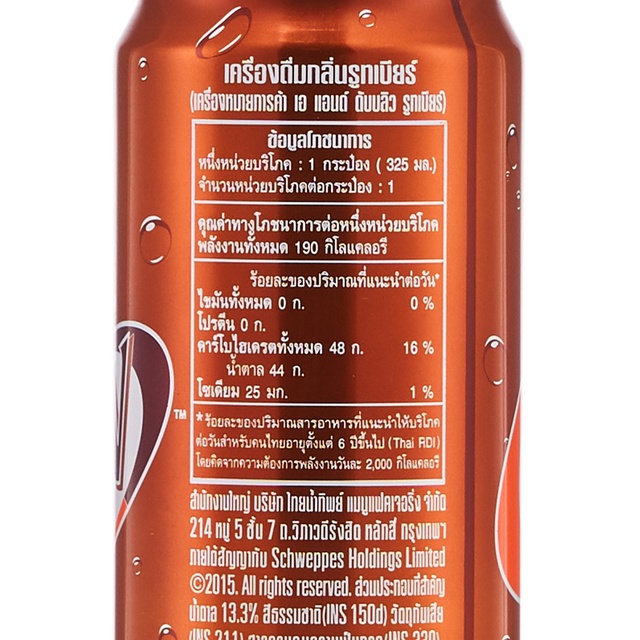 เครื่องดื่มกลิ่นรูทเบียร์
(เครื่องหมายการค้า เอ แอนด์ ดับบลิว รูทเบียร์)
ข้อมูลโภชนาการ
หนึ่งหน่วยบริโภค : 1 กระป๋อง ( 325 มล.)
จำนวนหน่วยบริโภคต่อกระป๋อง : 1
คุณค่าทางโภชนาการต่อหนึ่งหน่วยบริโภค
พลังงานทั้งหมด 190 กิโลแคลอรี
ร้อยละของปริมาณที่แนะนำต่อวัน*
ไขมันทั้งหมด 0 ก. 0 %
โปรตีน 0 ก.
คาร์โบไฮเดรตทั้งหมด 48 ก. 16 %
น้ำตาล 44 ก.
โซเดียม 25 มก. 1 %
TM
*ร้อยละของปริมาณสารอาหารที่แนะนำให้บริโภค
ต่อวันสำหรับคนไทยอายุตั้งแต่ 6 ปีขึ้นไป (Thai RDI)
โดยคิดจากความต้องการพลังงานวันละ 2,000 กิโลแคลอรี
สำนักงานใหญ่ บริษัท ไทยน้ำทิพย์ แมนูแฟคเจอริ่ง จำกัด
214 หมู่ 5 ชั้น 7 ถ.วิภาวดีรังสิต หลักสี่ กรุงเทพฯ
ภายใต้สัญญากับ Schweppes Holdings Limited
©2015. All rights reserved. ส่วนประกอบที่สำคัญ
น้ำตาล 13.3% สีธรรมชาติ(INS 150d) วัตถุกันเสีย